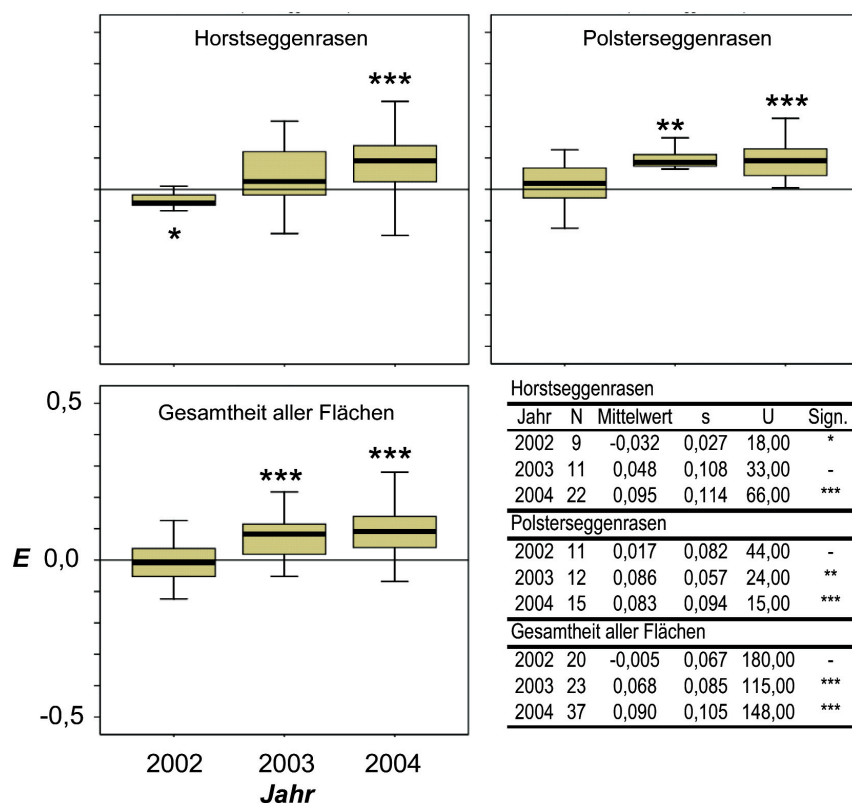 Horstseggenrasen
***
*
Polsterseggenrasen
**
***
Gesamtheit aller Flächen
***
***
0,5
E 0,0
-0,5
2002 2003 2004
Jahr
Horstseggenrasen
Jahr N Mittelwert s U Sign.
2002 9 -0,032 0,027 18,00 *
2003 11 0,048 0,108 33,00 -
2004 22 0,095 0,114 66,00 ***
Polsterseggenrasen
2002 11 0,017 0,082 44,00 -
2003 12 0,086 0,057 24,00 **
2004 15 0,083 0,094 15,00 ***
Gesamtheit aller Flächen
2002 20 -0,005 0,067 180,00 -
2003 23 0,068 0,085 115,00 ***
2004 37 0,090 0,105 148,00 ***